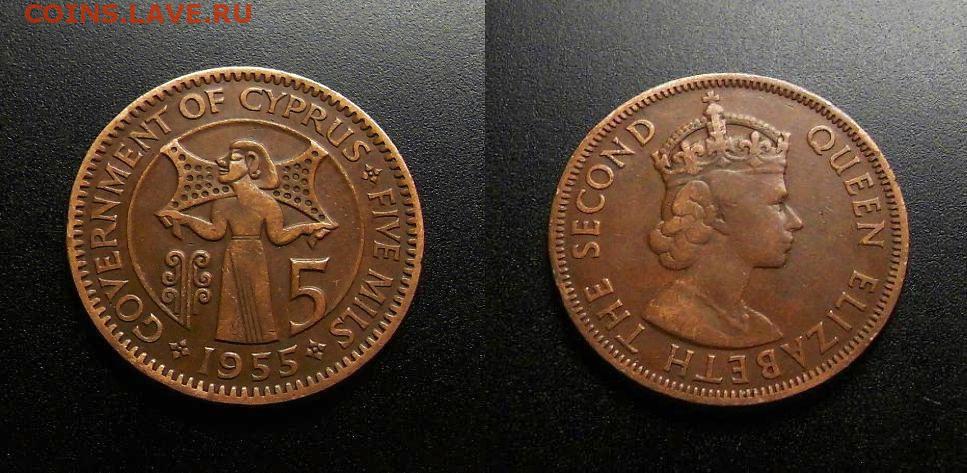 COINS.LAVE.RU
GOVERNMENT OF CYPRUS
FIVE MILS
1955
5
QUEEN ELIZABETH THE SECOND